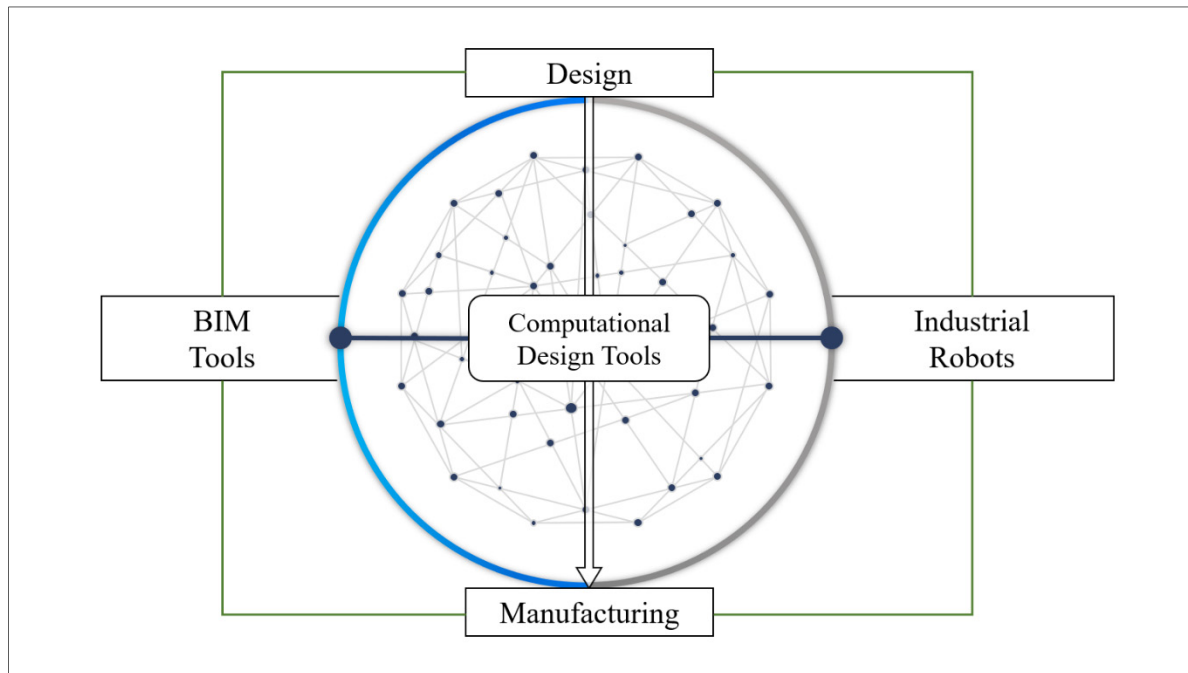 Design
BIM
Tools
Computational
Design Tools
Industrial
Robots
Manufacturing